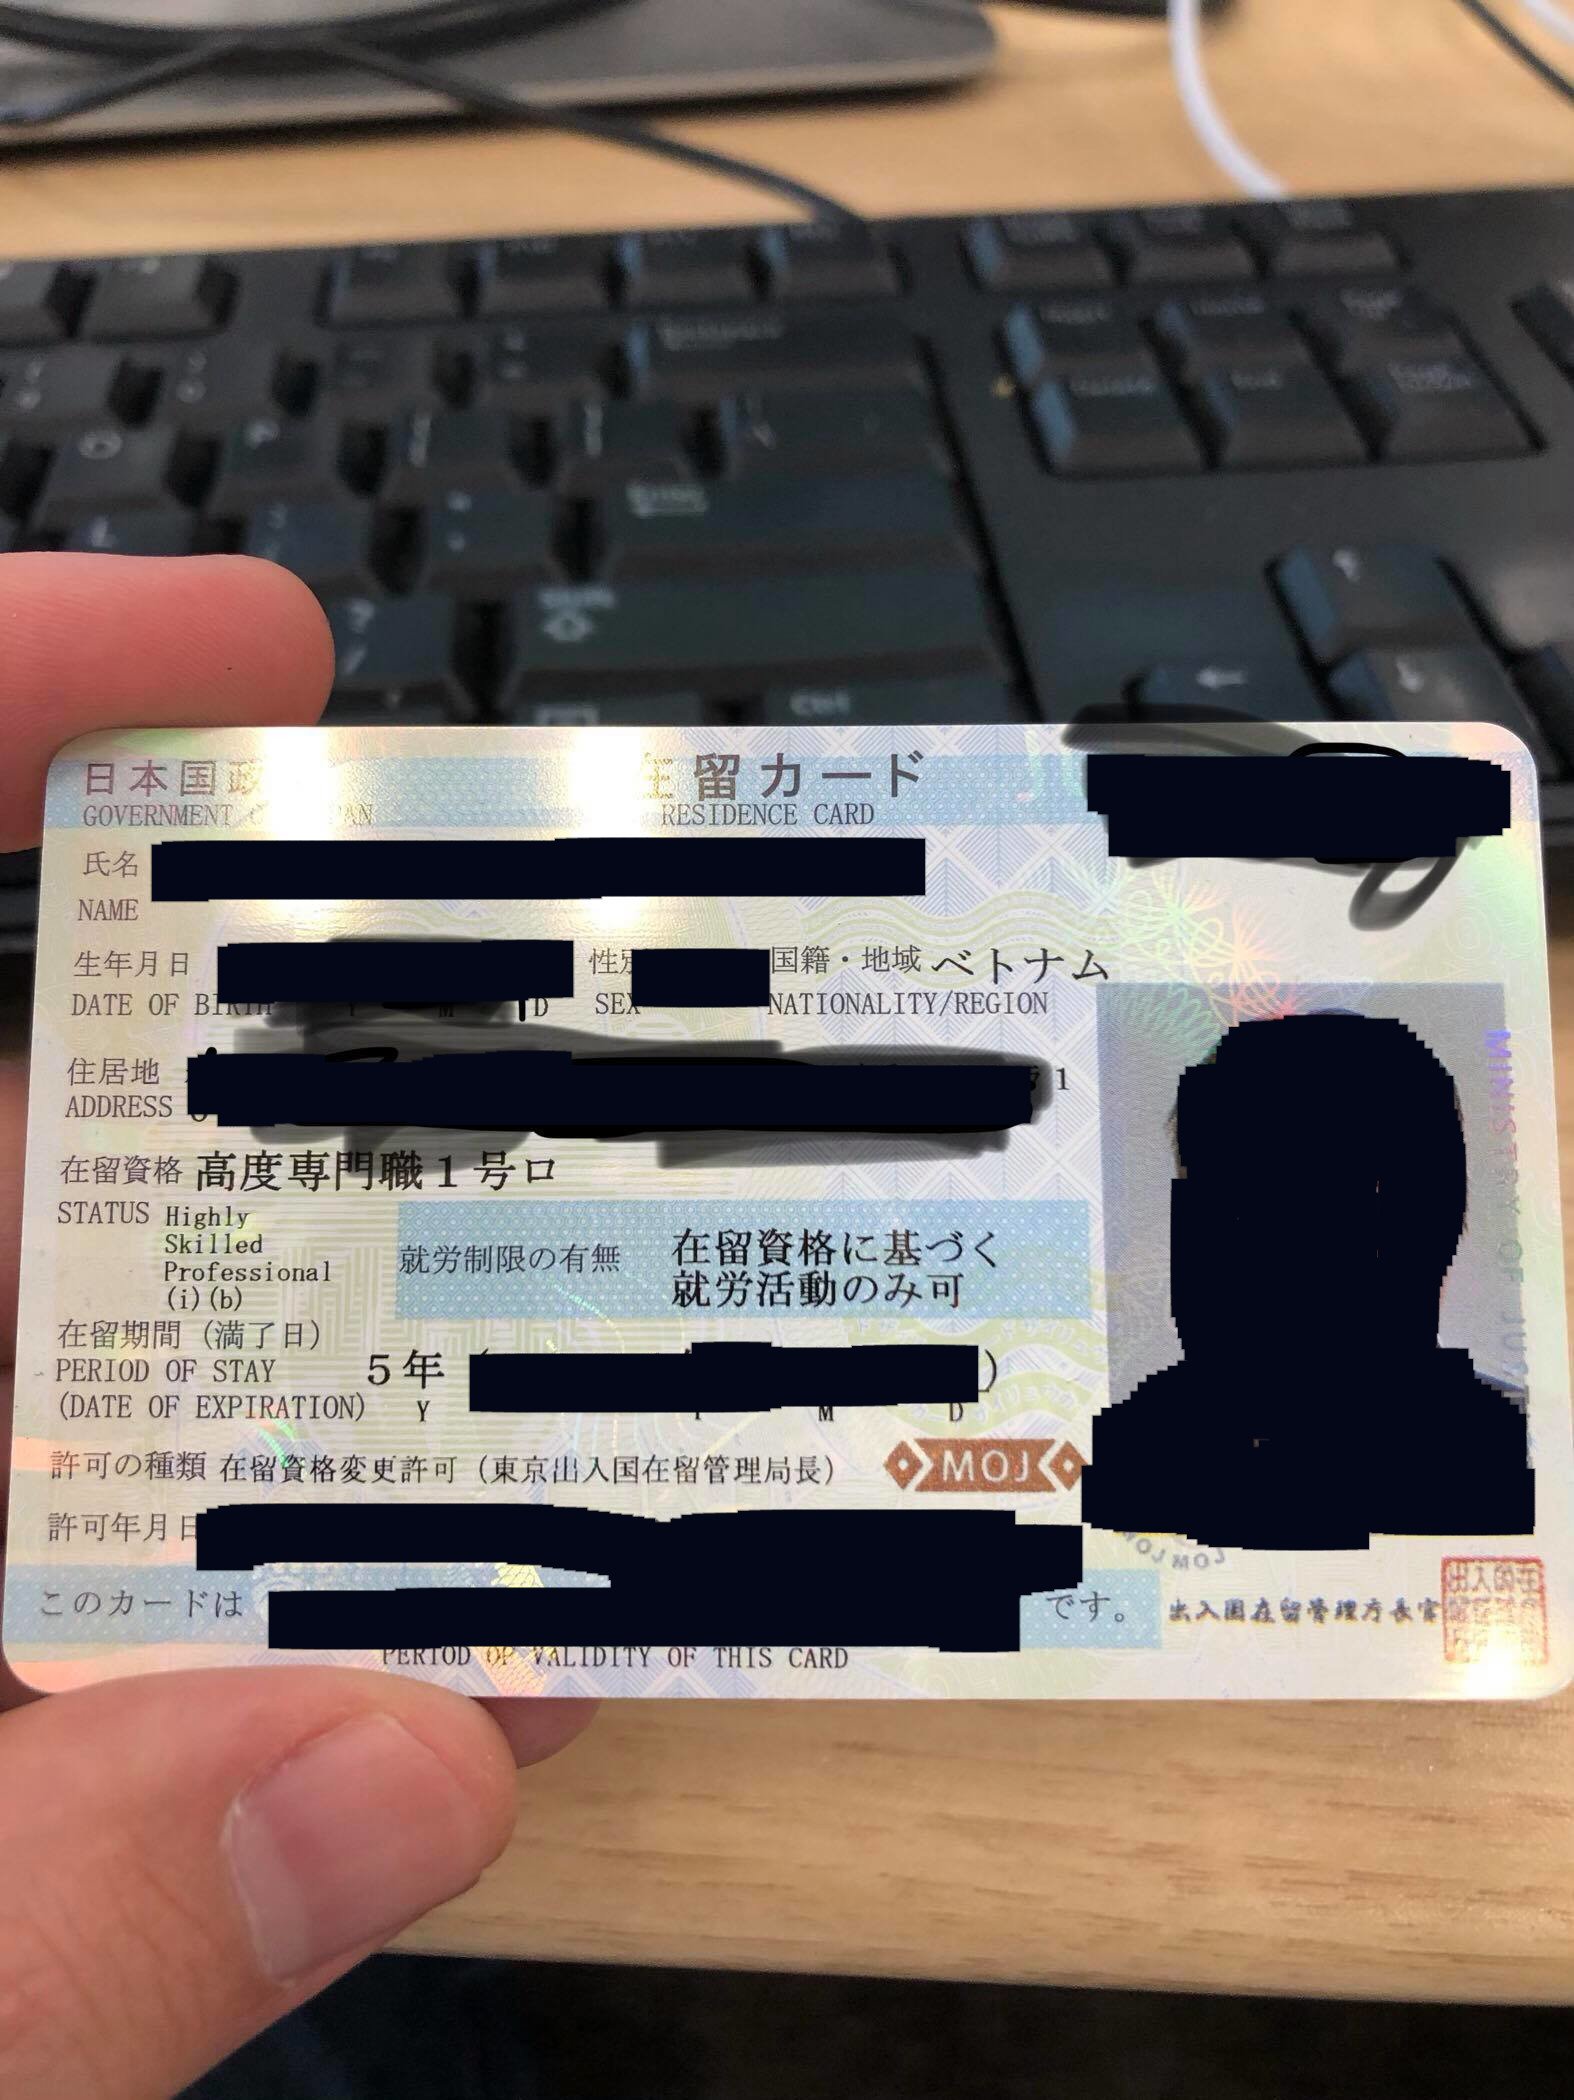 日本国政
GOVERNMENT
留カード
RESIDENCE CARD
氏名
NAME
生年月日
性別
国籍・地域 ベトナム
DATE OF BIRTH Y M D SEX NATIONALITY/REGION
住居地 1
ADDRESS
在留資格 高度専門職1号ロ
STATUS Highly
Skilled
Professional
(i)(b)
就労制限の有無
在留資格に基づく
就労活動のみ可
在留期間（満了日）
PERIOD OF STAY
(DATE OF EXPIRATION)
5年 ( )
Y M D
許可の種類 在留資格変更許可（東京出入国在留管理局長）
MOJ
許可年月日
このカードは です。
PERIOD OF VALIDITY OF THIS CARD
出入国在留管理庁長官
MINISTRY OF JUST
Ctrl